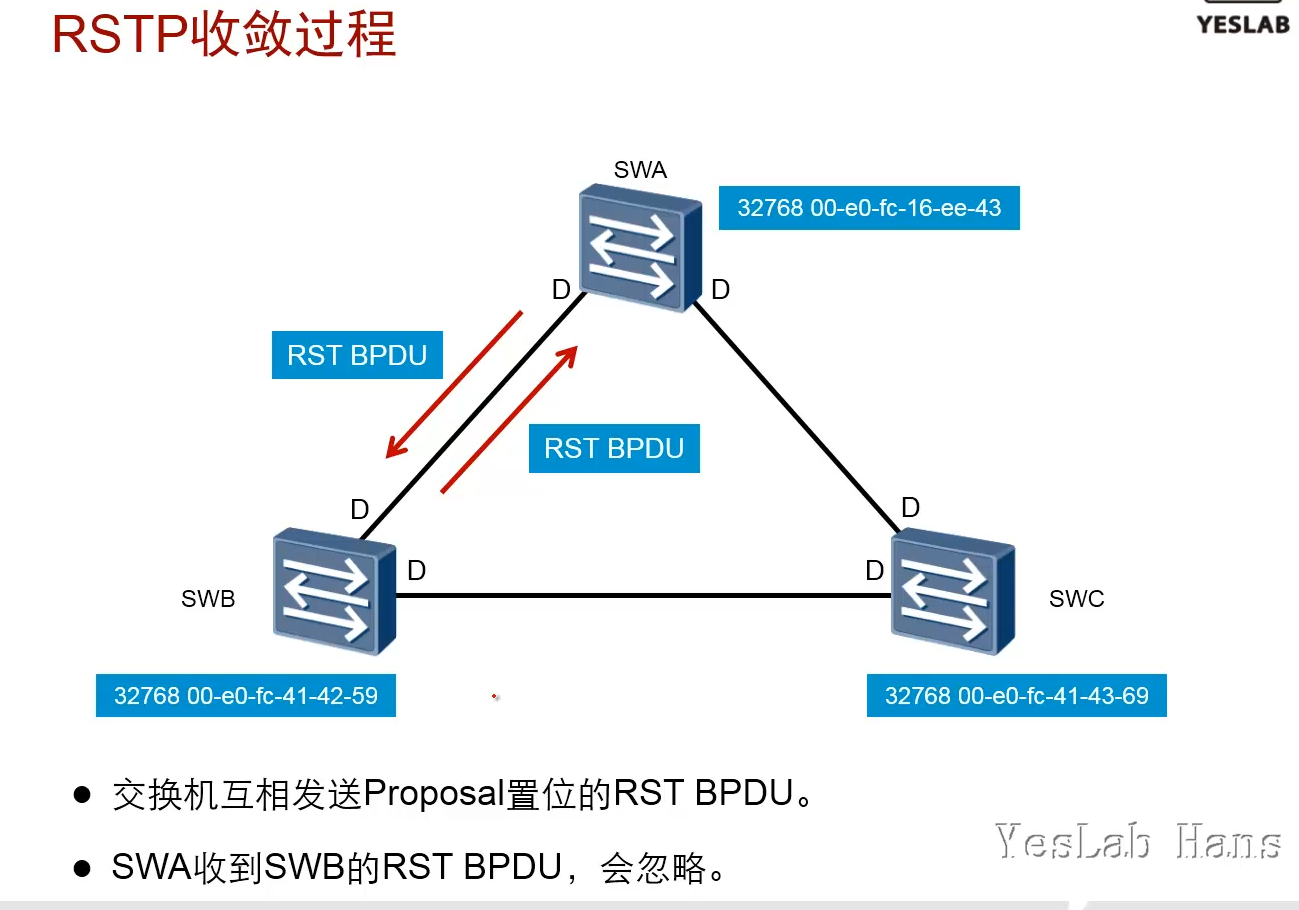 RSTP收敛过程
YESLAB
SWA
32768 00-e0-fc-16-ee-43
D
D
RST BPDU
RST BPDU
D
D
D
D
SWB
SWC
32768 00-e0-fc-41-42-59
32768 00-e0-fc-41-43-69
● 交换机互相发送Proposal置位的RST BPDU。
● SWA收到SWB的RST BPDU，会忽略。
YesLab Hans